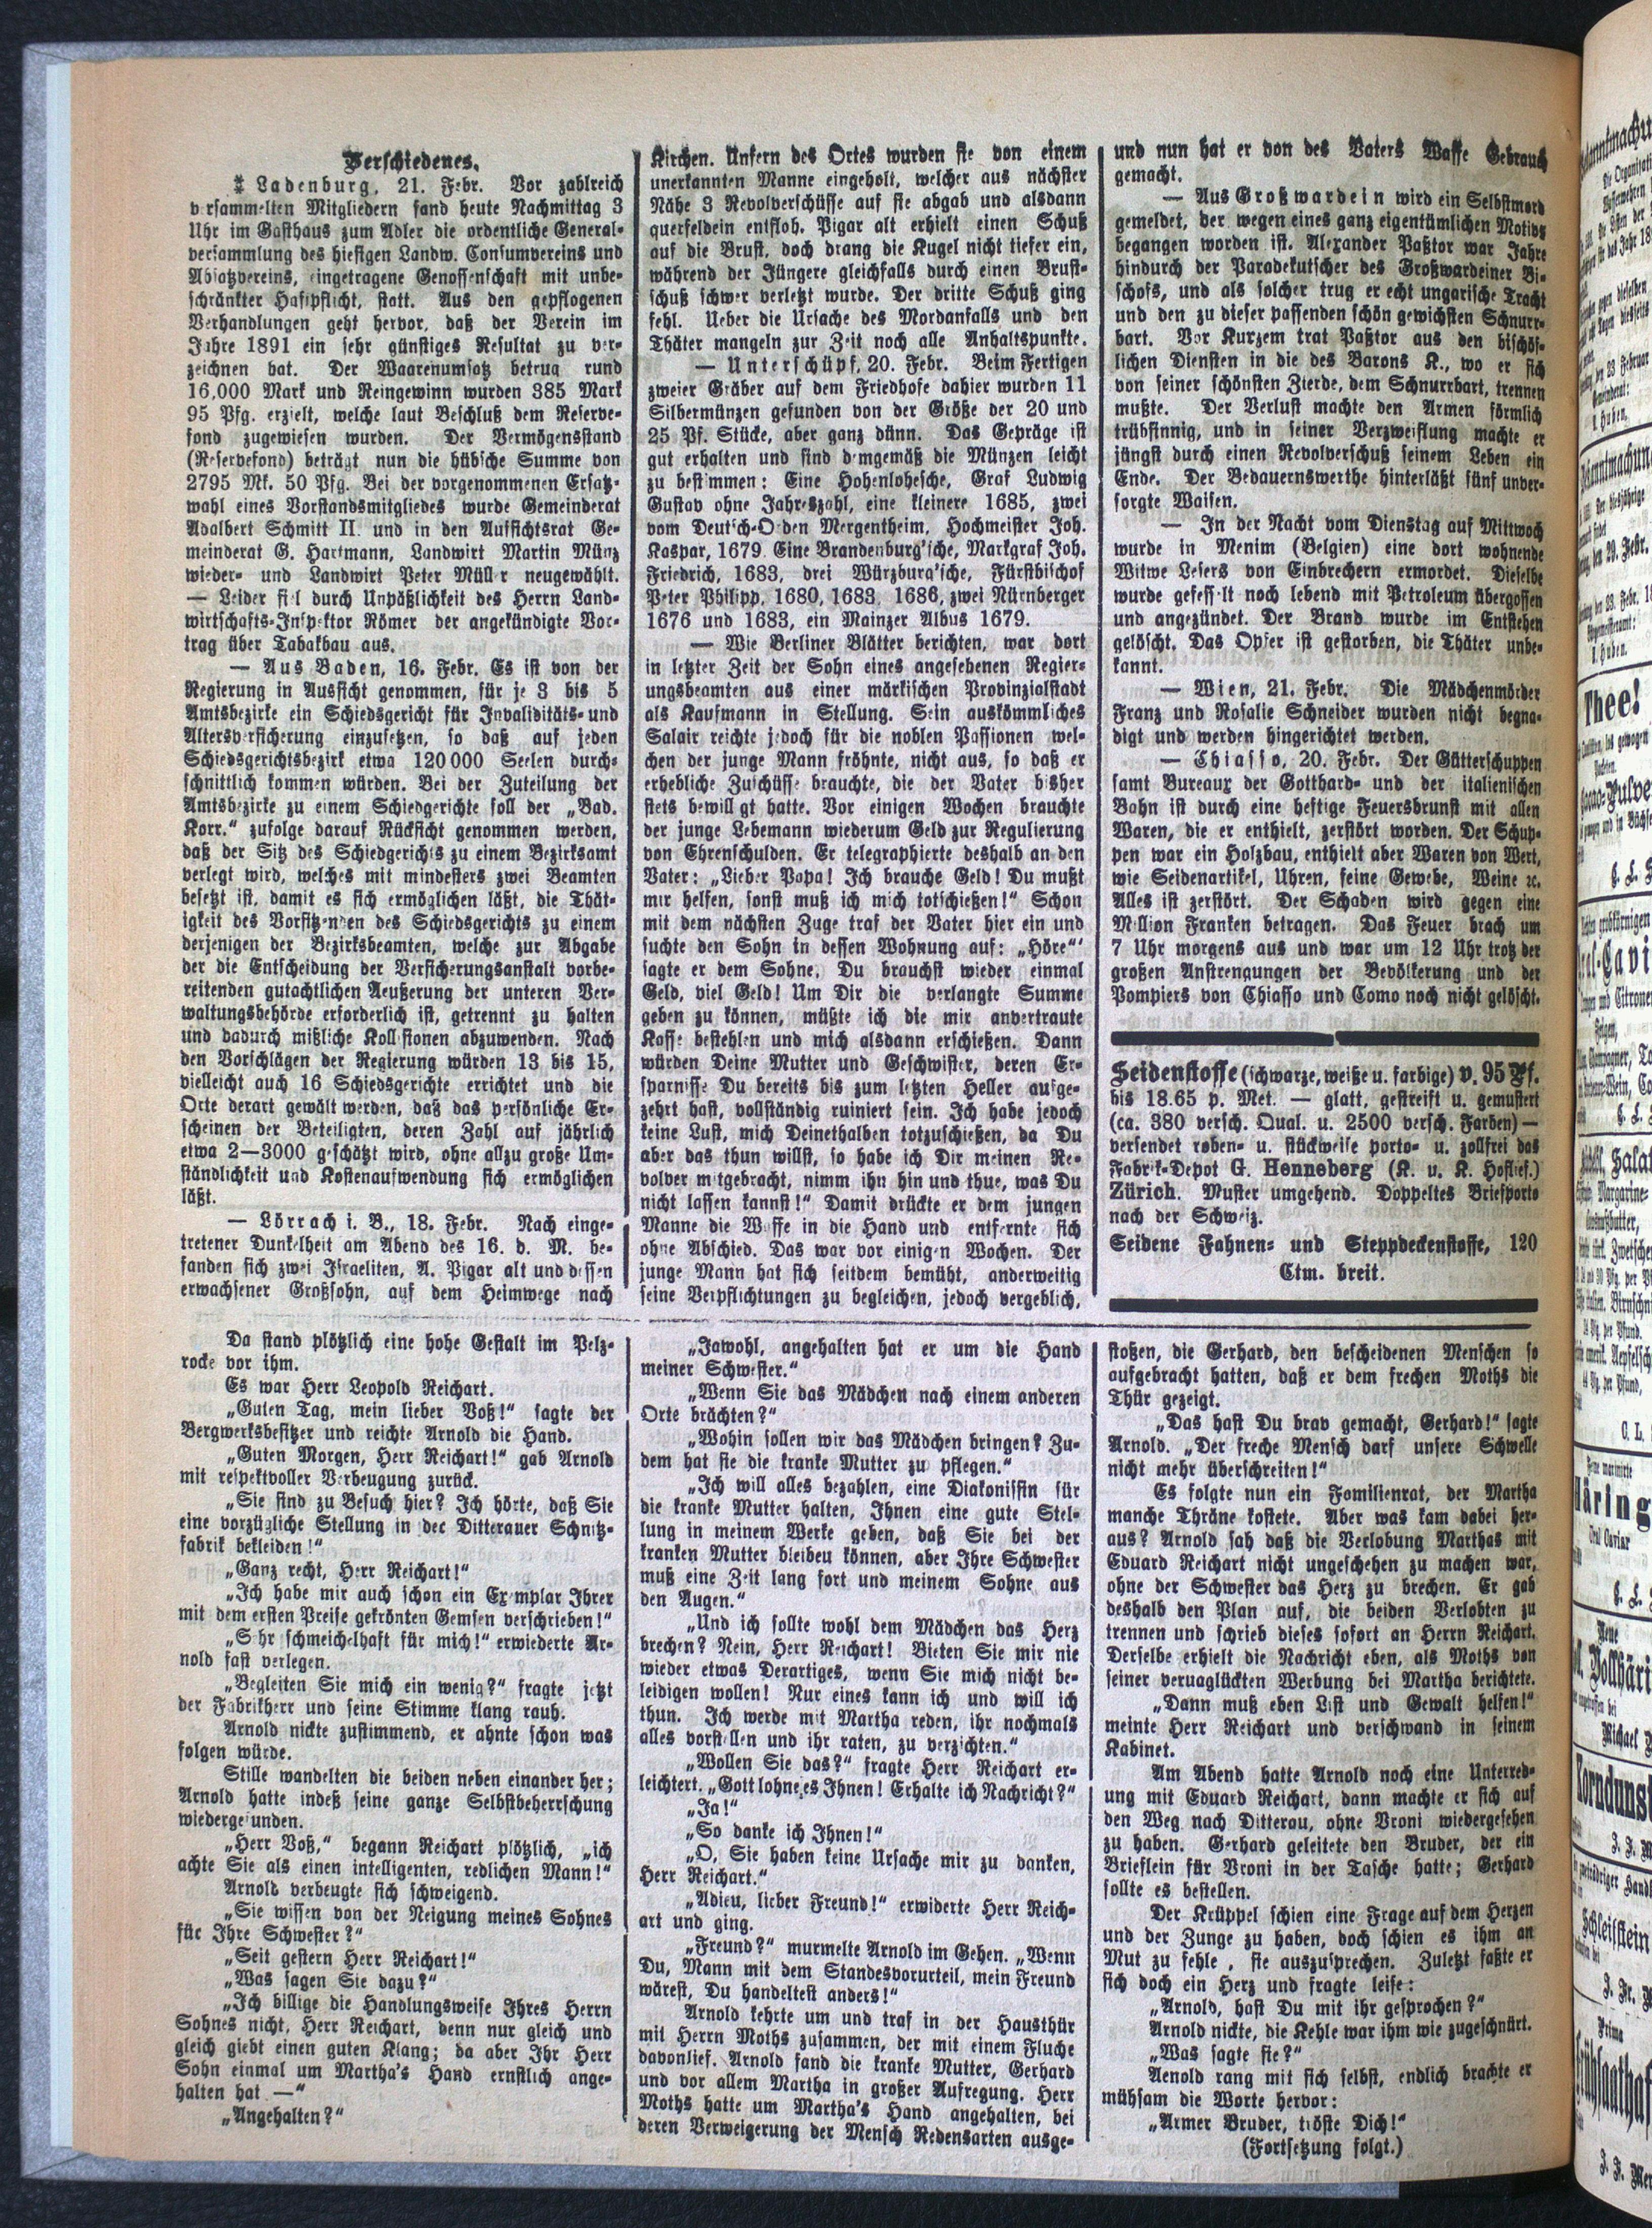 Verschiedenes.
‡ Ladenburg, 21. Febr. Vor zahlreich
v rsammelten Mitgliedern fand heute Nachmittag 3
Uhr im Gasthaus zum Adler die ordentliche General-
versammlung des hiesigen Landw. Consumvereins und
Absatzvereins, eingetragene Genossenschaft mit unbe-
schränkter Haftpflicht, statt. Aus den gepflogenen
Verhandlungen geht hervor, daß der Verein im
Jahre 1891 ein sehr günstiges Resultat zu ver-
zeichnen hat. Der Waarenumsatz betrug rund
16,000 Mark und Reingewinn wurden 385 Mark
95 Pfg. erzielt, welche laut Beschluß dem Reserve-
fond zugewiesen wurden. Der Vermögensstand
(Reservefond) beträgt nun die hübsche Summe von
2795 Mk. 50 Pfg. Bei der vorgenommenen Ersatz-
wahl eines Vorstandsmitgliedes wurde Gemeinderat
Adalbert Schmitt II. und in den Aufsichtsrat Ge-
meinderat G. Hartmann, Landwirt Martin Münz
wieder- und Landwirt Peter Müll r neugewählt.
— Leider fiel durch Unpäßlichkeit des Herrn Land-
wirtschafts-Inspektor Römer der angekündigte Vor-
trag über Tabakbau aus.
— Aus Baden, 16. Febr. Es ist von der
Regierung in Aussicht genommen, für je 3 bis 5
Amtsbezirke ein Schiedsgericht für Invaliditäts- und
Altersversicherung einzusetzen, so daß auf jeden
Schiedsgerichtsbezirk etwa 120 000 Seelen durch-
schnittlich kommen würden. Bei der Zuteilung der
Amtsbezirke zu einem Schiedgerichte soll der „Bad.
Korr.“ zufolge darauf Rücksicht genommen werden,
daß der Sitz des Schiedgerichts zu einem Bezirksamt
verlegt wird, welches mit mindesters zwei Beamten
besetzt ist, damit es sich ermöglichen läßt, die Thät-
igkeit des Vorsitzenden des Schiedsgerichts zu einem
derjenigen der Bezirksbeamten, welche zur Abgabe
der die Entscheidung der Versicherungsanstalt vorbe-
reitenden gutachtlichen Aeußerung der unteren Ver-
waltungsbehörde erforderlich ist, getrennt zu halten
und dadurch mißliche Kollisionen abzuwenden. Nach
den Vorschlägen der Regierung würden 13 bis 15,
vielleicht auch 16 Schiedsgerichte errichtet und die
Orte derart gewält werden, daß das persönliche Er-
scheinen der Beteiligten, deren Zahl auf jährlich
etwa 2—3000 geschätzt wird, ohne allzu große Um-
ständlichkeit und Kostenaufwendung sich ermöglichen
läßt.
— Lörrach i. B., 18. Febr. Nach einge-
tretener Dunkelheit am Abend des 16. d. M. be-
fanden sich zwei Israeliten, A. Pigar alt und dessen
erwachsener Großsohn, auf dem Heimwege nach
Kirchen. Unfern des Ortes wurden sie von einem
unerkannten Manne eingeholt, welcher aus nächster
Nähe 3 Revolverschüsse auf sie abgab und alsdann
querfeldein entfloh. Pigar alt erhielt einen Schuß
auf die Brust, doch drang die Kugel nicht tiefer ein,
während der Jüngere gleichfalls durch einen Brust-
schuß schwer verletzt wurde. Der dritte Schuß ging
fehl. Ueber die Ursache des Mordanfalls und den
Thäter mangeln zur Zeit noch alle Anhaltspunkte.
— Unterschüpf, 20. Febr. Beim Fertigen
zweier Gräber auf dem Friedhofe dahier wurden 11
Silbermünzen gefunden von der Größe der 20 und
25 Pf. Stücke, aber ganz dünn. Das Gepräge ist
gut erhalten und sind demgemäß die Münzen leicht
zu bestimmen: Eine Hohenlohesche, Graf Ludwig
Gustav ohne Jahreszahl, eine kleinere 1685, zwei
vom Deutsch-Orden Mergentheim, Hochmeister Joh.
Kaspar, 1679. Eine Brandenburg'sche, Markgraf Joh.
Friedrich, 1683, drei Würzburg'sche, Fürstbischof
Peter Philipp, 1680, 1683, 1686, zwei Nürnberger
1676 und 1683, ein Mainzer Albus 1679.
— Wie Berliner Blätter berichten, war dort
in letzter Zeit der Sohn eines angesehenen Regier-
ungsbeamten aus einer märkischen Provinzialstadt
als Kaufmann in Stellung. Sein auskömmliches
Salair reichte jedoch für die noblen Passionen wel-
chen der junge Mann fröhnte, nicht aus, so daß er
erhebliche Zuschüsse brauchte, die der Vater bisher
stets bewill gt hatte. Vor einigen Wochen brauchte
der junge Lebemann wiederum Geld zur Regulierung
von Ehrenschulden. Er telegraphierte deshalb an den
Vater: „Lieber Papa! Ich brauche Geld! Du mußt
mir helfen, sonst muß ich mich totschießen!“ Schon
mit dem nächsten Zuge traf der Vater hier ein und
suchte den Sohn in dessen Wohnung auf: „Höre“'
sagte er dem Sohne, Du brauchst wieder einmal
Geld, viel Geld! Um Dir die verlangte Summe
geben zu können, müßte ich die mir anvertraute
Kasse bestehlen und mich alsdann erschießen. Dann
würden Deine Mutter und Geschwister, deren Er-
sparnisse Du bereits bis zum letzten Heller aufge-
zehrt hast, vollständig ruiniert sein. Ich habe jedoch
keine Lust, mich Deinethalben totzuschießen, da Du
aber das thun willst, so habe ich Dir meinen Re-
volver mitgebracht, nimm ihn hin und thue, was Du
nicht lassen kannst!“ Damit drückte er dem jungen
Manne die Waffe in die Hand und entfernte sich
ohne Abschied. Das war vor einigen Wochen. Der
junge Mann hat sich seitdem bemüht, anderweitig
seine Verpflichtungen zu begleichen, jedoch vergeblich,
und nun hat er von des Vaters Waffe Gebrauch
gemacht.
— Aus Großwardein wird ein Selbstmord
gemeldet, der wegen eines ganz eigentümlichen Motivs
begangen worden ist. Alexander Paßtor war Jahre
hindurch der Paradekutscher des Großwardeiner Bi-
schofs, und als solcher trug er echt ungarische Tracht
und den zu dieser passenden schön gewichsten Schnurr-
bart. Vor Kurzem trat Paßtor aus den bischöf-
lichen Diensten in die des Barons K., wo er sich
von seiner schönsten Zierde, dem Schnurrbart, trennen
mußte. Der Verlust machte den Armen förmlich
trübsinnig, und in seiner Verzweiflung machte er
jüngst durch einen Revolverschuß seinem Leben ein
Ende. Der Bedauernswerthe hinterläßt fünf unver-
sorgte Waisen.
— In der Nacht vom Dienstag auf Mittwoch
wurde in Menim (Belgien) eine dort wohnende
Witwe Lesers von Einbrechern ermordet. Dieselbe
wurde gefesselt noch lebend mit Petroleum übergossen
und angezündet. Der Brand wurde im Entstehen
gelöscht. Das Opfer ist gestorben, die Thäter unbe-
kannt.
— Wien, 21. Febr. Die Mädchenmörder
Franz und Rosalie Schneider wurden nicht begna-
digt und werden hingerichtet werden.
— Chiasso, 20. Febr. Der Gütterschuppen
samt Bureaux der Gotthard- und der italienischen
Bahn ist durch eine heftige Feuersbrunst mit allen
Waren, die er enthielt, zerstört worden. Der Schup-
pen war ein Holzbau, enthielt aber Waren von Wert,
wie Seidenartikel, Uhren, feine Gewebe, Weine ꝛc.
Alles ist zerstört. Der Schaden wird gegen eine
Million Franken betragen. Das Feuer brach um
7 Uhr morgens aus und war um 12 Uhr trotz der
großen Anstrengungen der Bevölkerung und der
Pompiers von Chiasso und Como noch nicht gelöscht.
Seidenstoffe (schwarze, weiße u. farbige) v. 95 Pf.
bis 18.65 p. Met. — glatt, gestreift u. gemustert
(ca. 380 versch. Qual. u. 2500 versch. Farben) —
versendet roben- u. stückweise porto- u. zollfrei das
Fabrik-Depot G. Henneberg (K. u. K. Hoflief.)
Zürich. Muster umgehend. Doppeltes Briefporto
nach der Schweiz.
Seidene Fahnen- und Steppdeckenstoffe, 120
Ctm. breit.
Da stand plötzlich eine hohe Gestalt im Pelz-
rocke vor ihm.
Es war Herr Leopold Reichart.
„Guten Tag, mein lieber Voß!“ sagte der
Bergwerksbesitzer und reichte Arnold die Hand.
„Guten Morgen, Herr Reichart!“ gab Arnold
mit respektvoller Verbeugung zurück.
„Sie sind zu Besuch hier? Ich hörte, daß Sie
eine vorzügliche Stellung in der Ditterauer Schnitz-
fabrik bekleiden!“
„Ganz recht, Herr Reichart!“
„Ich habe mir auch schon ein Exemplar Ihrer
mit dem ersten Preise gekrönten Gemsen verschrieben!“
„S hr schmeichelhaft für mich!“ erwiederte Ar-
nold fast verlegen.
„Begleiten Sie mich ein wenig?“ fragte jetzt
der Fabrikherr und seine Stimme klang rauh.
Arnold nickte zustimmend, er ahnte schon was
folgen würde.
Stille wandelten die beiden neben einander her;
Arnold hatte indeß seine ganze Selbstbeherrschung
wiedergefunden.
„Herr Voß,“ begann Reichart plötzlich, „ich
achte Sie als einen intelligenten, redlichen Mann!“
Arnold verbeugte sich schweigend.
„Sie wissen von der Neigung meines Sohnes
für Ihre Schwester?“
„Seit gestern Herr Reichart!“
„Was sagen Sie dazu?“
„Ich billige die Handlungsweise Ihres Herrn
Sohnes nicht, Herr Reichart, denn nur gleich und
gleich giebt einen guten Klang; da aber Ihr Herr
Sohn einmal um Martha's Hand ernstlich ange-
halten hat —“
„Angehalten?“
„Jawohl, angehalten hat er um die Hand
meiner Schwester.“
„Wenn Sie das Mädchen nach einem anderen
Orte brächten?“
„Wohin sollen wir das Mädchen bringen? Zu-
dem hat sie die kranke Mutter zu pflegen.“
„Ich will alles bezahlen, eine Diakonissin für
die kranke Mutter halten, Ihnen eine gute Stel-
lung in meinem Werke geben, daß Sie bei der
kranken Mutter bleibeu können, aber Ihre Schwester
muß eine Zeit lang fort und meinem Sohne aus
den Augen.“
„Und ich sollte wohl dem Mädchen das Herz
brechen? Nein, Herr Reichart! Bieten Sie mir nie
wieder etwas Derartiges, wenn Sie mich nicht be-
leidigen wollen! Nur eines kann ich und will ich
thun. Ich werde mit Martha reden, ihr nochmals
alles vorstellen und ihr raten, zu verzichten.“
„Wollen Sie das?“ fragte Herr Reichart er-
leichtert. „Gott lohne es Ihnen! Erhalte ich Nachricht?“
„Ja!“
„So danke ich Ihnen!“
„O, Sie haben keine Ursache mir zu danken,
Herr Reichart.“
„Adieu, lieber Freund!“ erwiderte Herr Reich-
art und ging.
„Freund?“ murmelte Arnold im Gehen. „Wenn
Du, Mann mit dem Standesvorurteil, mein Freund
wärest, Du handeltest anders!“
Arnold kehrte um und traf in der Hausthür
mit Herrn Moths zusammen, der mit einem Fluche
davonlief. Arnold fand die kranke Mutter, Gerhard
und vor allem Martha in großer Aufregung. Herr
Moths hatte um Martha's Hand angehalten, bei
deren Verweigerung der Mensch Redensarten ausge-
stoßen, die Gerhard, den bescheidenen Menschen so
aufgebracht hatten, daß er dem frechen Moths die
Thür gezeigt.
„Das hast Du brav gemacht, Gerhard!“ sagte
Arnold. „Der freche Mensch darf unsere Schwelle
nicht mehr überschreiten!“
Es folgte nun ein Familienrat, der Martha
manche Thräne kostete. Aber was kam dabei her-
aus? Arnold sah daß die Verlobung Marthas mit
Eduard Reichart nicht ungeschehen zu machen war,
ohne der Schwester das Herz zu brechen. Er gab
deshalb den Plan auf, die beiden Verlobten zu
trennen und schrieb dieses sofort an Herrn Reichart.
Derselbe erhielt die Nachricht eben, als Moths von
seiner verunglückten Werbung bei Martha berichtete.
„Dann muß eben List und Gewalt helfen!“
meinte Herr Reichart und verschwand in seinem
Kabinet.
Am Abend hatte Arnold noch eine Unterred-
ung mit Eduard Reichart, dann machte er sich auf
den Weg nach Ditterau, ohne Vroni wiedergesehen
zu haben. Gerhard geleitete den Bruder, der ein
Brieflein für Vroni in der Tasche hatte; Gerhard
sollte es bestellen.
Der Krüppel schien eine Frage auf dem Herzen
und der Zunge zu haben, doch schien es ihm an
Mut zu fehle , sie auszusprechen. Zuletzt faßte er
sich doch ein Herz und fragte leise:
„Arnold, hast Du mit ihr gesprochen?“
Arnold nickte, die Kehle war ihm wie zugeschnürt.
„Was sagte sie?“
Aenold rang mit sich selbst, endlich brachte er
mühsam die Worte hervor:
„Armer Bruder, tröste Dich!“
(Fortsetzung folgt.)
Thee!